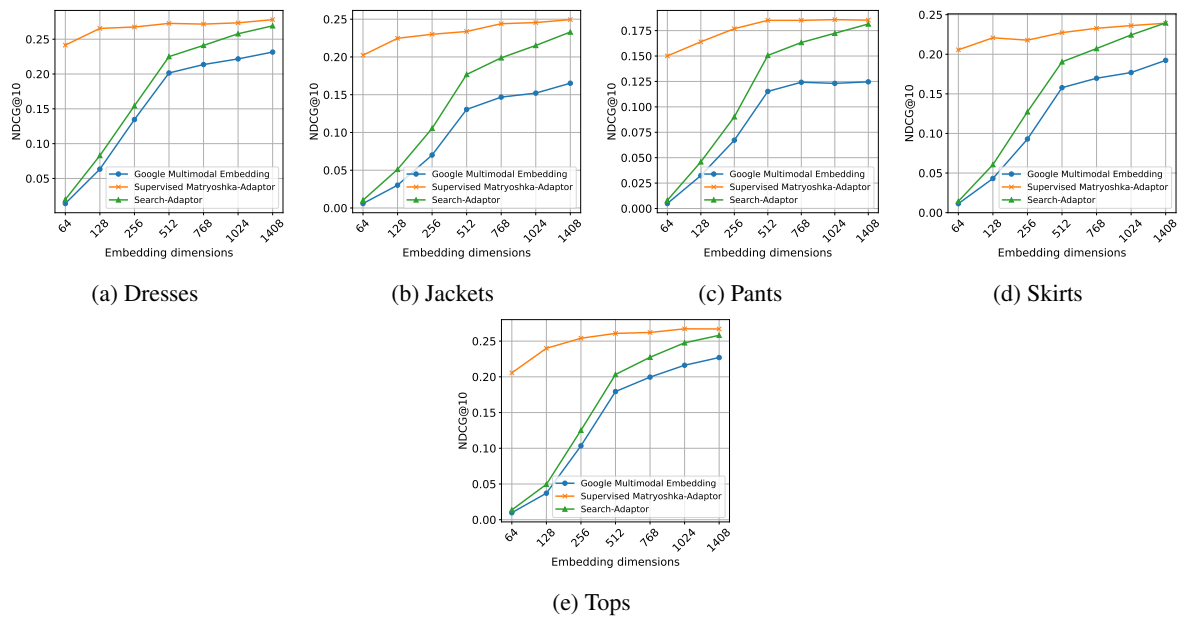 NDCG@10
0.25
0.20
0.15
0.10
0.05
Google Multimodal Embedding
Supervised Matryoshka-Adaptor
Search-Adaptor
64
128
256
512
768
1024
1408
Embedding dimensions
(a) Dresses
NDCG@10
0.25
0.20
0.15
0.10
0.05
0.00
Google Multimodal Embedding
Supervised Matryoshka-Adaptor
Search-Adaptor
64
128
256
512
768
1024
1408
Embedding dimensions
(b) Jackets
NDCG@10
0.175
0.150
0.125
0.100
0.075
0.050
0.025
0.000
Google Multimodal Embedding
Supervised Matryoshka-Adaptor
Search-Adaptor
64
128
256
512
768
1024
1408
Embedding dimensions
(c) Pants
NDCG@10
0.25
0.20
0.15
0.10
0.05
0.00
Google Multimodal Embedding
Supervised Matryoshka-Adaptor
Search-Adaptor
64
128
256
512
768
1024
1408
Embedding dimensions
(d) Skirts
NDCG@10
0.25
0.20
0.15
0.10
0.05
0.00
Google Multimodal Embedding
Supervised Matryoshka-Adaptor
Search-Adaptor
64
128
256
512
768
1024
1408
Embedding dimensions
(e) Tops